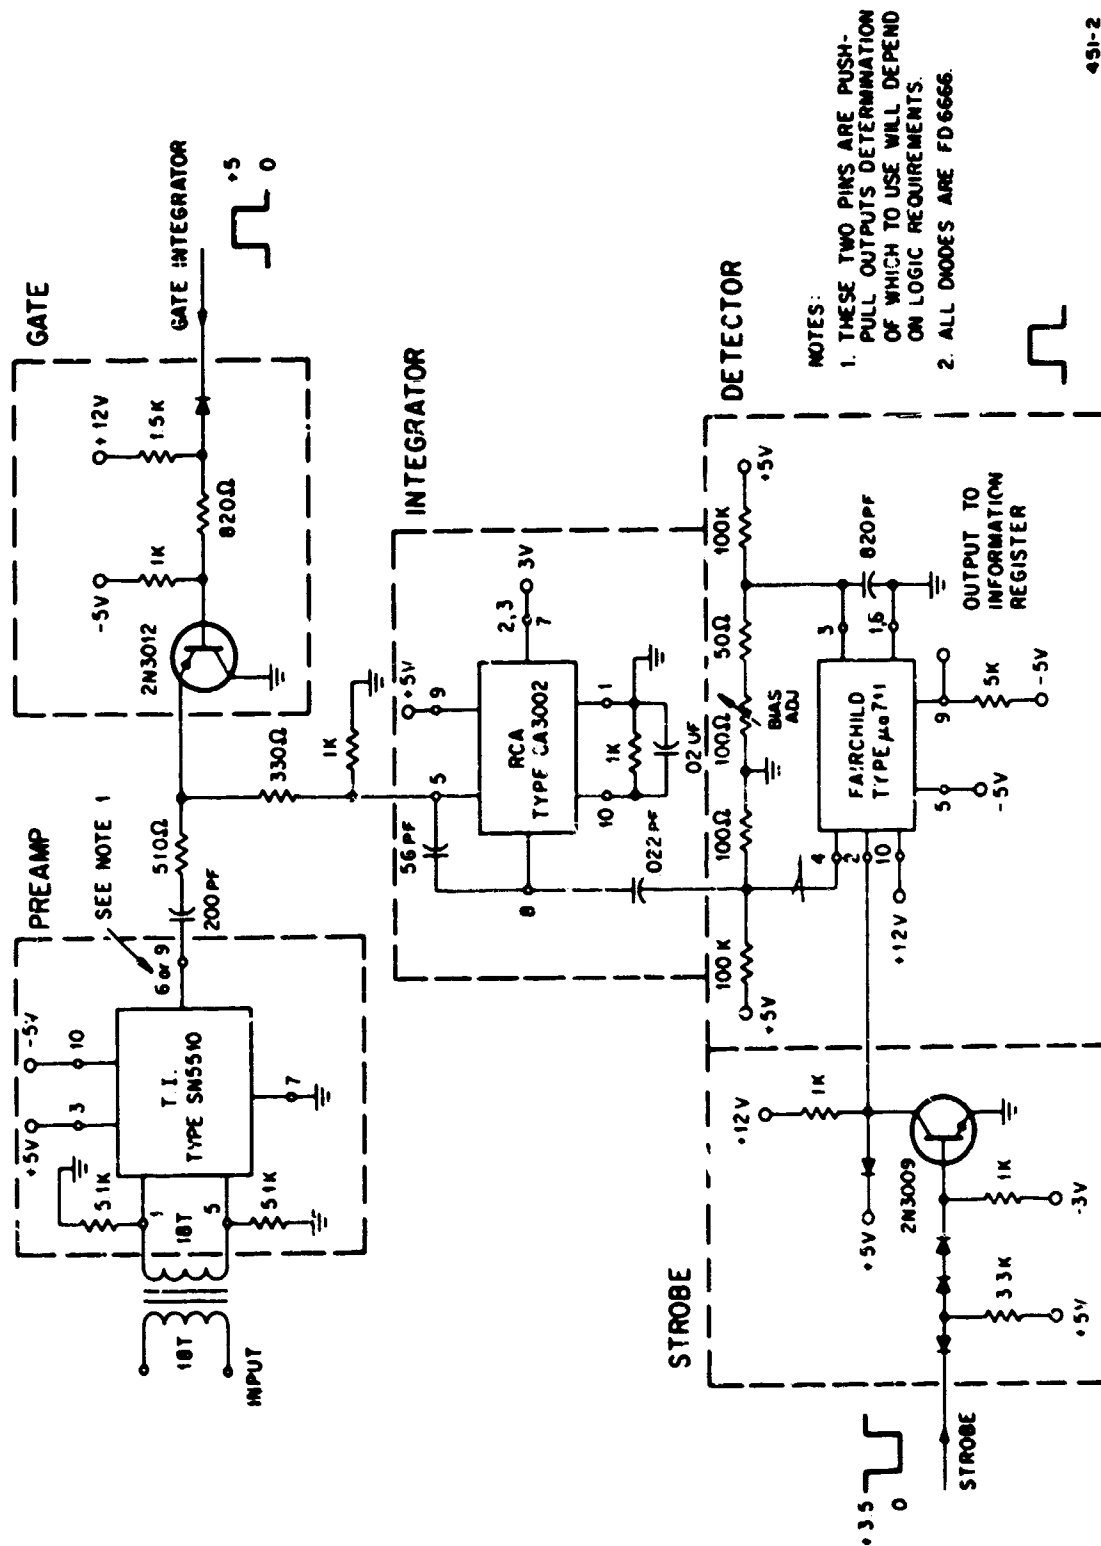 PREAMP
SEE NOTE 1
+5V
-5V
3
10
51K
1
18T
18T
5
51K
INPUT
T.I.
TYPE SN5510
7
6 or 9
200PF
510Ω
GATE
2N3012
-5V
1K
820Ω
+12V
1.5K
GATE INTEGRATOR
+5
0
330Ω
1K
INTEGRATOR
56PF
5
+5V
9
RCA
TYPE CA3002
2,3
7
3V
8
10
1
1K
.02UF
.022PF
DETECTOR
+5V
100K
100Ω
100Ω
BIAS
ADJ
50Ω
100K
+5V
4
2
10
+12V
FAIRCHILD
TYPE µa711
3
1,6
820PF
5
-5V
9
5K
-5V
OUTPUT TO
INFORMATION
REGISTER
STROBE
+12V
1K
+5V
2N3009
1K
-3V
3.3K
+5V
+3.5
0
STROBE
NOTES:
1. THESE TWO PINS ARE PUSH-
PULL OUTPUTS DETERMINATION
OF WHICH TO USE WILL DEPEND
ON LOGIC REQUIREMENTS.
2. ALL DIODES ARE FD6666.
451-2